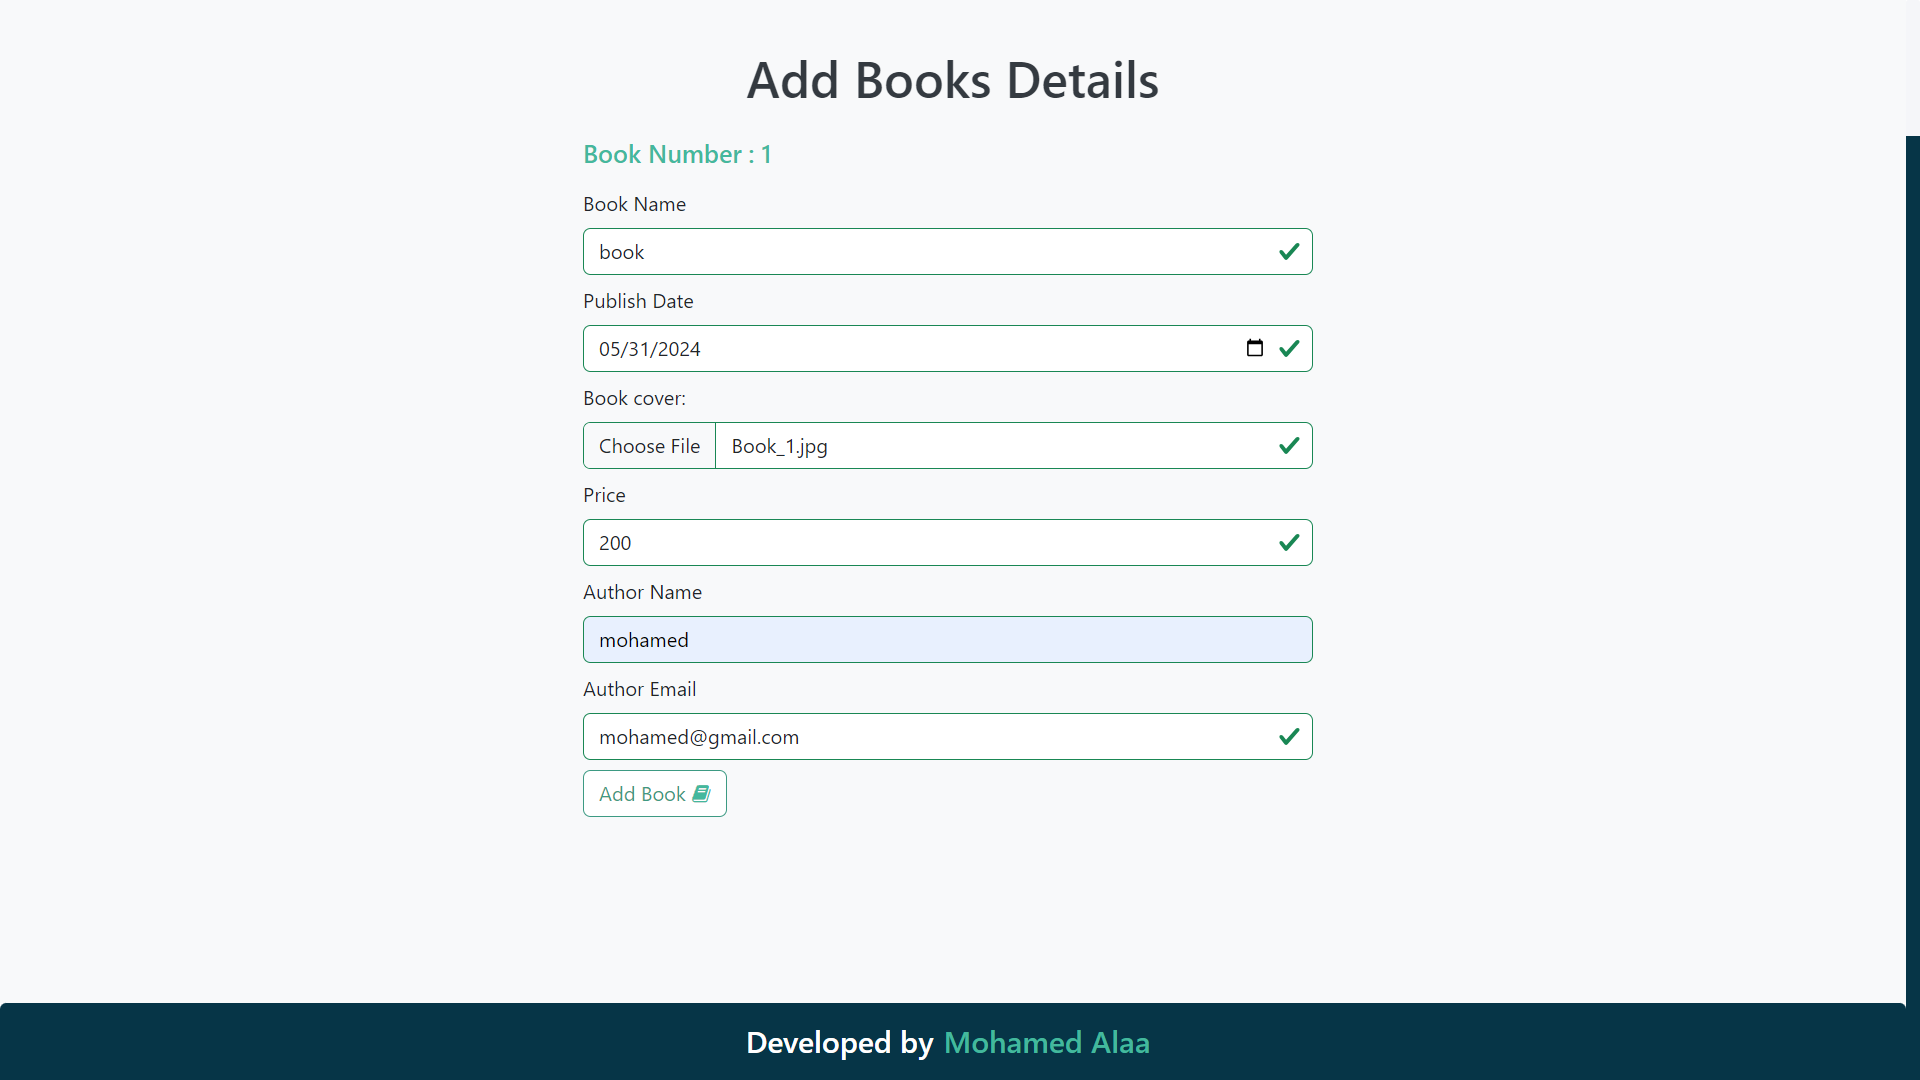 Add Books Details
Book Number : 1
Book Name
book
Publish Date
05/31/2024
Book cover:
Choose File Book_1.jpg
Price
200
Author Name
mohamed
Author Email
mohamed@gmail.com
Add Book
Developed by Mohamed Alaa